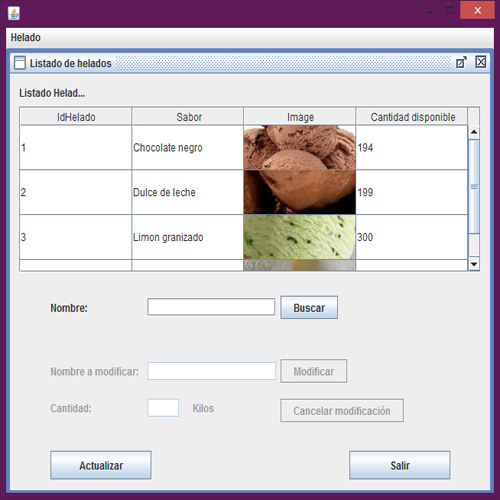 Helado
Listado de helados
Listado Helad...
IdHelado Sabor Image Cantidad disponible
1 Chocolate negro 194
2 Dulce de leche 199
3 Limon granizado 300
Nombre: Buscar
Nombre a modificar: Modificar
Cantidad: Kilos Cancelar modificación
Actualizar Salir